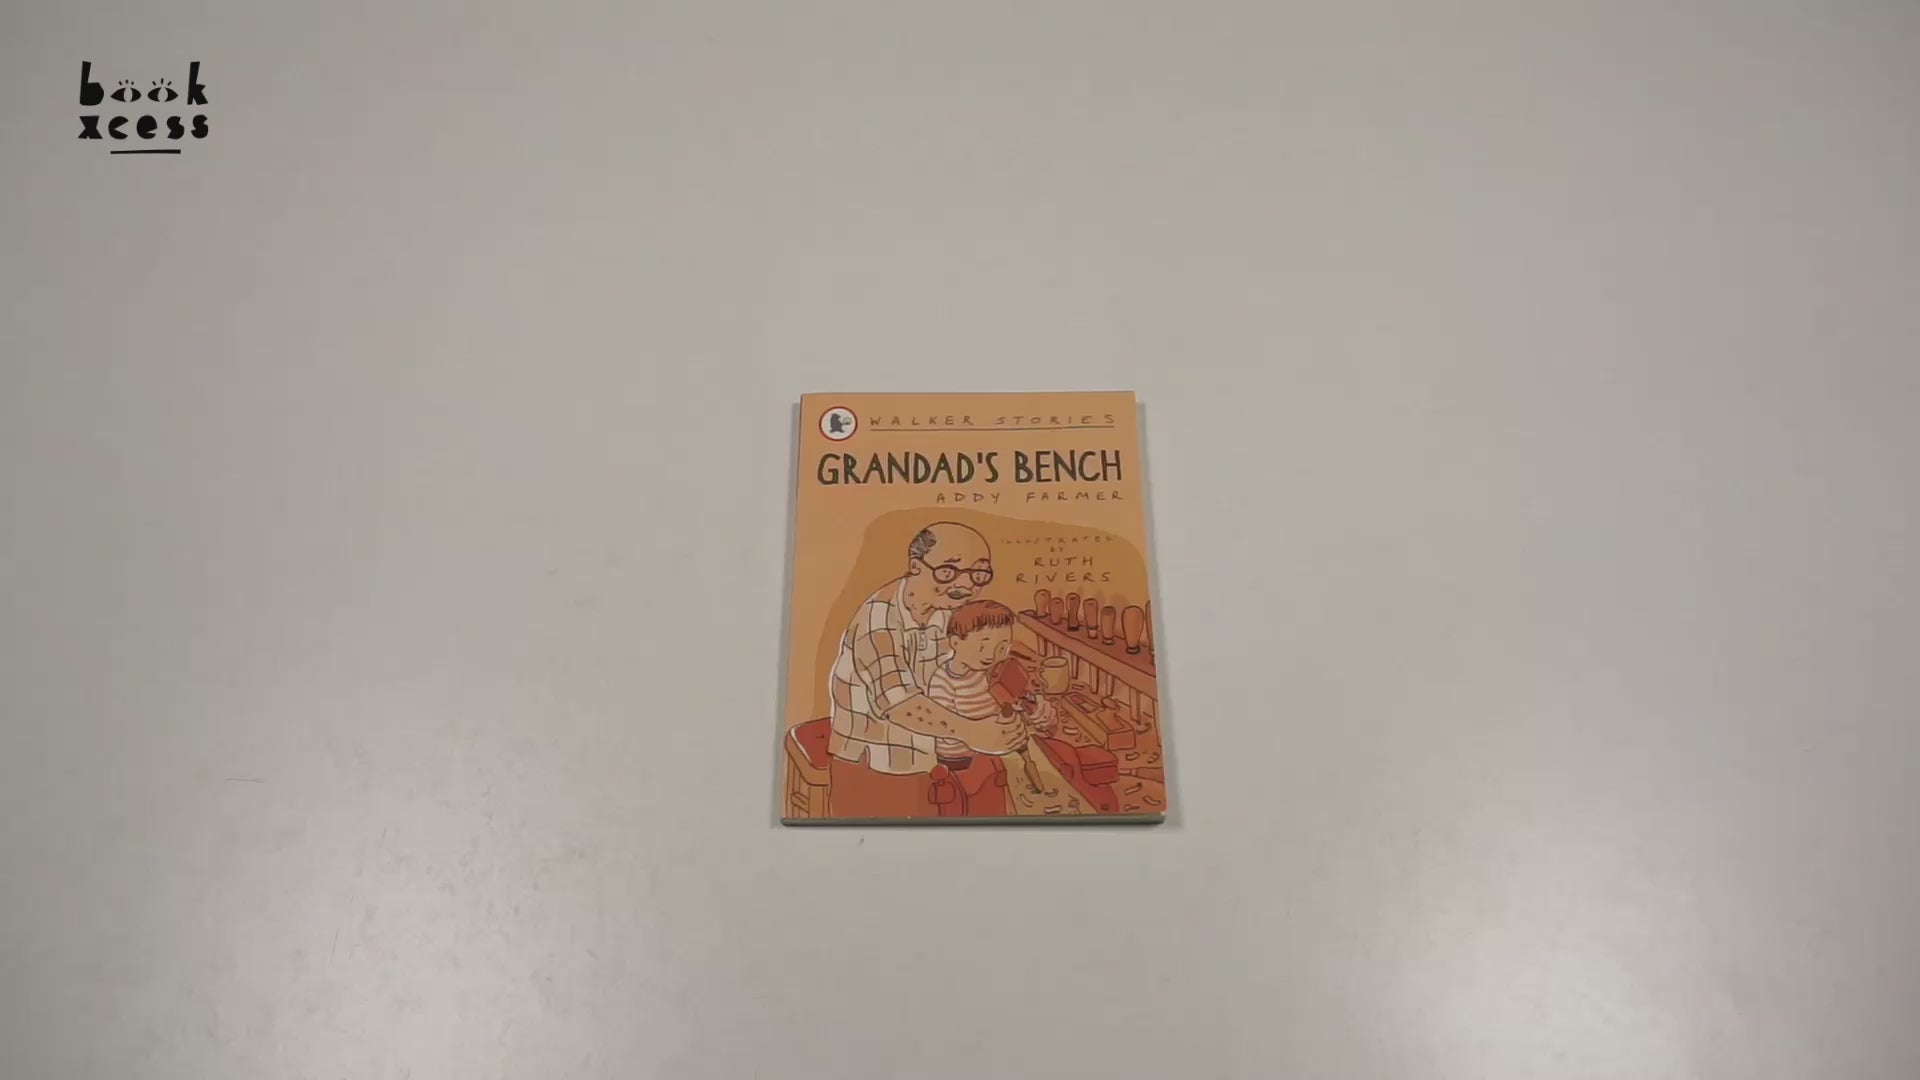 book
xcess
WALKER STORIES
GRANDAD'S BENCH
ADDY FARMER
ILLUSTRATED
BY
RUTH
RIVERS